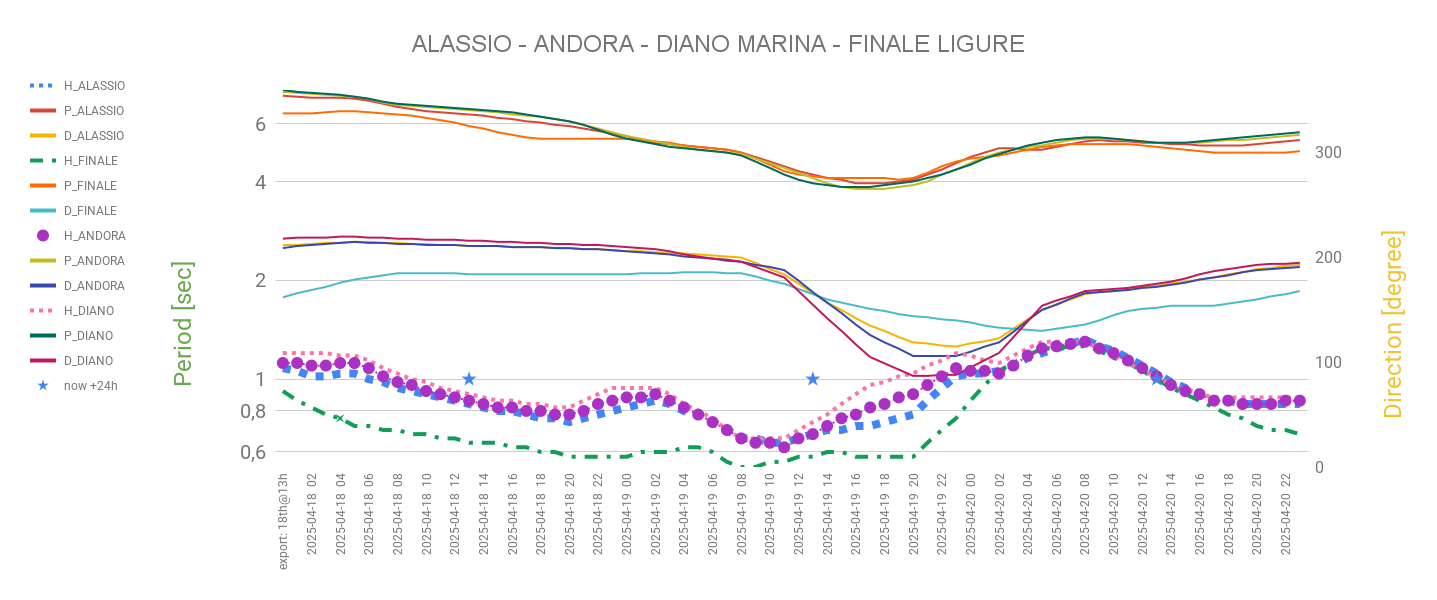 ALASSIO - ANDORA - DIANO MARINA - FINALE LIGURE
H_ALASSIO
P_ALASSIO
D_ALASSIO
H_FINALE
P_FINALE
D_FINALE
H_ANDORA
P_ANDORA
D_ANDORA
H_DIANO
P_DIANO
D_DIANO
now +24h
Period [sec]
6
4
2
1
0,8
0,6
300
200
100
0
Direction [degree]
export: 18th@13h
2025-04-18 02
2025-04-18 04
2025-04-18 06
2025-04-18 08
2025-04-18 10
2025-04-18 12
2025-04-18 14
2025-04-18 16
2025-04-18 18
2025-04-18 20
2025-04-18 22
2025-04-19 00
2025-04-19 02
2025-04-19 04
2025-04-19 06
2025-04-19 08
2025-04-19 10
2025-04-19 12
2025-04-19 14
2025-04-19 16
2025-04-19 18
2025-04-19 20
2025-04-19 22
2025-04-20 00
2025-04-20 02
2025-04-20 04
2025-04-20 06
2025-04-20 08
2025-04-20 10
2025-04-20 12
2025-04-20 14
2025-04-20 16
2025-04-20 18
2025-04-20 20
2025-04-20 22